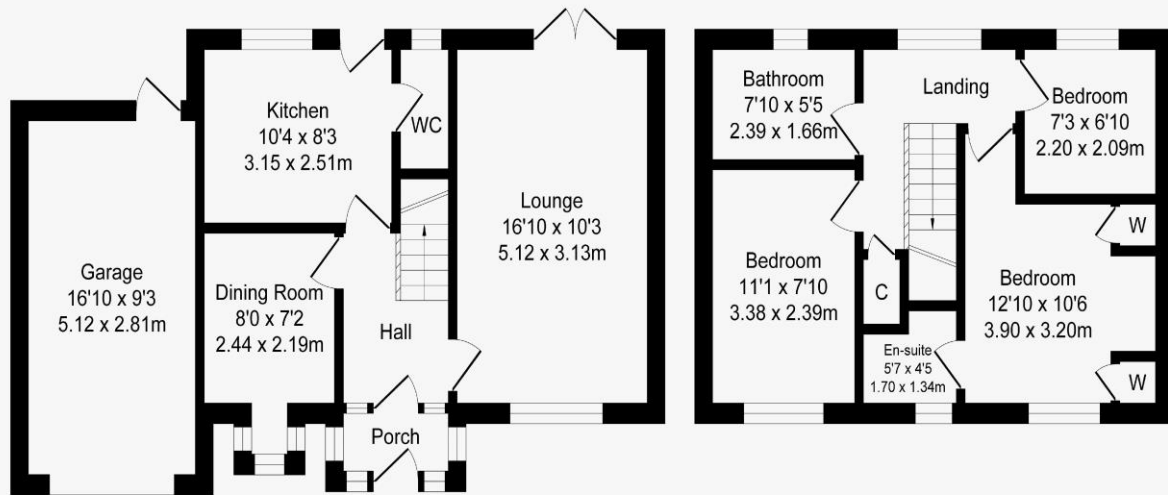 Garage
16'10 x 9'3
5.12 x 2.81m
Kitchen
10'4 x 8'3
3.15 x 2.51m
WC
Dining Room
8'0 x 7'2
2.44 x 2.19m
Hall
Porch
Lounge
16'10 x 10'3
5.12 x 3.13m
Bathroom
7'10 x 5'5
2.39 x 1.66m
Landing
Bedroom
7'3 x 6'10
2.20 x 2.09m
Bedroom
11'1 x 7'10
3.38 x 2.39m
C
En-suite
5'7 x 4'5
1.70 x 1.34m
Bedroom
12'10 x 10'6
3.90 x 3.20m
W
W